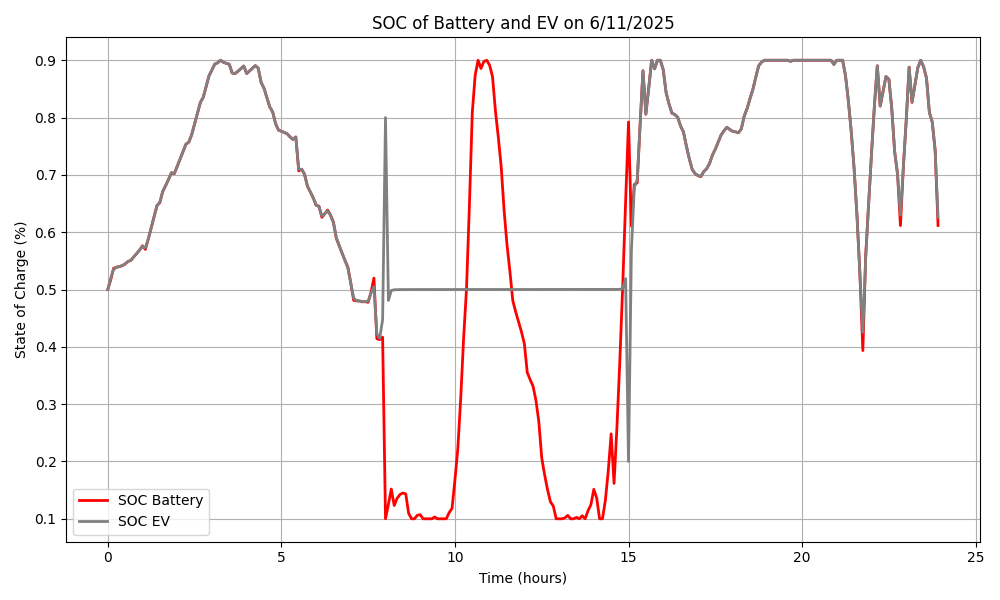 SOC of Battery and EV on 6/11/2025
State of Charge (%)
0.9
0.8
0.7
0.6
0.5
0.4
0.3
0.2
0.1
SOC Battery
SOC EV
0 5 10 15 20 25
Time (hours)